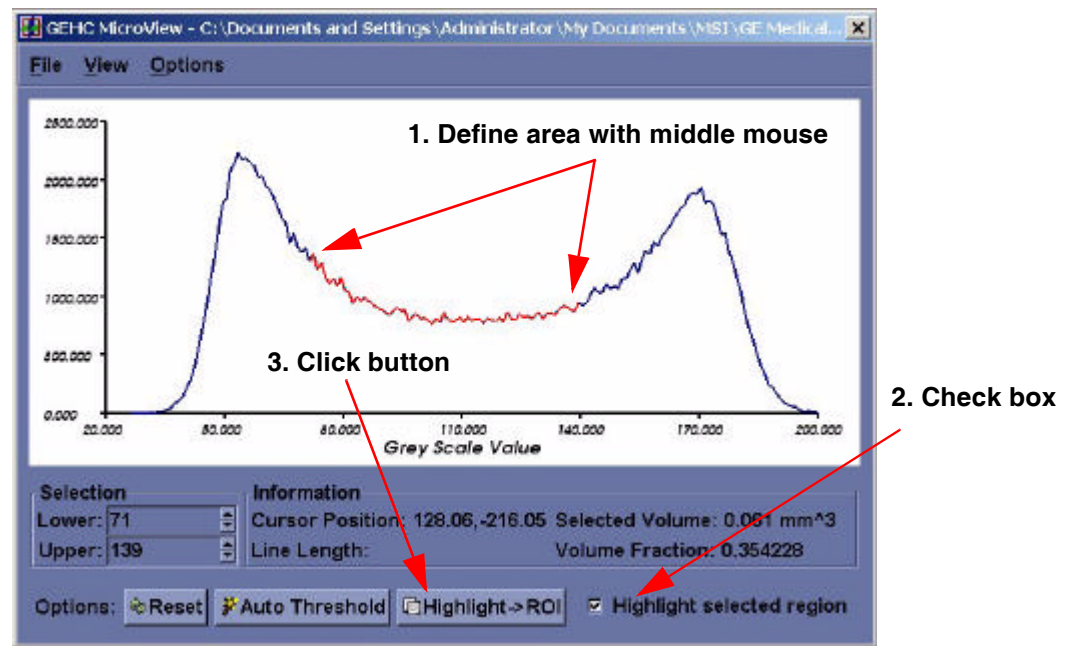 GEHC MicroView - C:\Documents and Settings\Administrator\My Documents\MSI\GE Medical...
File View Options
1. Define area with middle mouse
2500.000
2000.000
1500.000
1000.000
500.000
0.000
3. Click button
2. Check box
20.000 50.000 80.000 110.000 140.000 170.000 200.000
Grey Scale Value
Selection Information
Lower: 71 Cursor Position: 128.06,-216.05 Selected Volume: 0.061 mm^3
Upper: 139 Line Length: Volume Fraction: 0.354228
Options: Reset Auto Threshold Highlight->ROI Highlight selected region